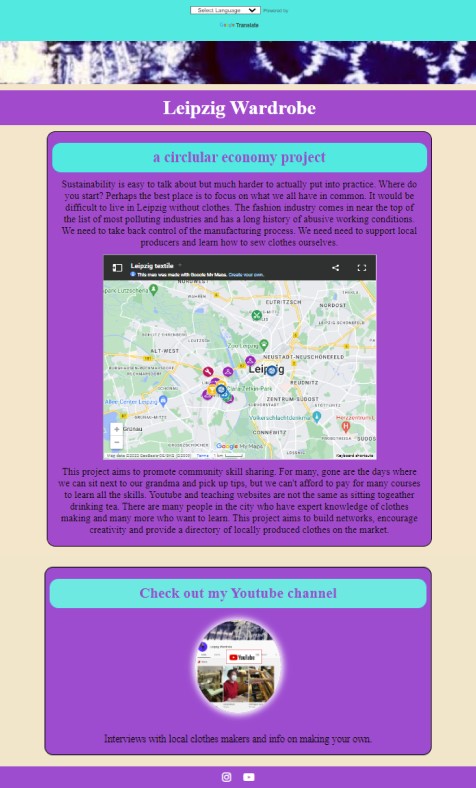 Select Language
Powered by
Google Translate
Leipzig Wardrobe
a circlular economy project
Sustainability is easy to talk about but much harder to actually put into practice. Where do
you start? Perhaps the best place is to focus on what we all have in common. It would be
difficult to live in Leipzig without clothes. The fashion industry comes in near the top of
the list of most polluting industries and has a long history of abusive working conditions.
We need to take back control of the manufacturing process. We need need to support local
producers and learn how to sew clothes ourselves.
Leipzig textile
This map was made with Google My Maps. Create your own.
NORDWEST
EUTRITZSCH
NORDOST
THEKLA
ALT-WEST
Zoo Leipzig
NEUSTADT-NEUSCHÖNEFELD
Leipzig
REUDNITZ
Clara-Zetkin-Park
ZENTRUM-SÜDOST
Völkerschlachtdenkmal
CONNEWITZ
Grünau
Google My Maps
Terms
1 km
Keyboard shortcuts
This project aims to promote community skill sharing. For many, gone are the days where
we can sit next to our grandma and pick up tips, but we can't afford to pay for many courses
to learn all the skills. Youtube and teaching websites are not the same as sitting togeather
drinking tea. There are many people in the city who have expert knowledge of clothes
making and many more who want to learn. This project aims to build networks, encourage
creativity and provide a directory of locally produced clothes on the market.
Check out my Youtube channel
Leipzig Wardrobe
YouTube
Interviews with local clothes makers and info on making your own.